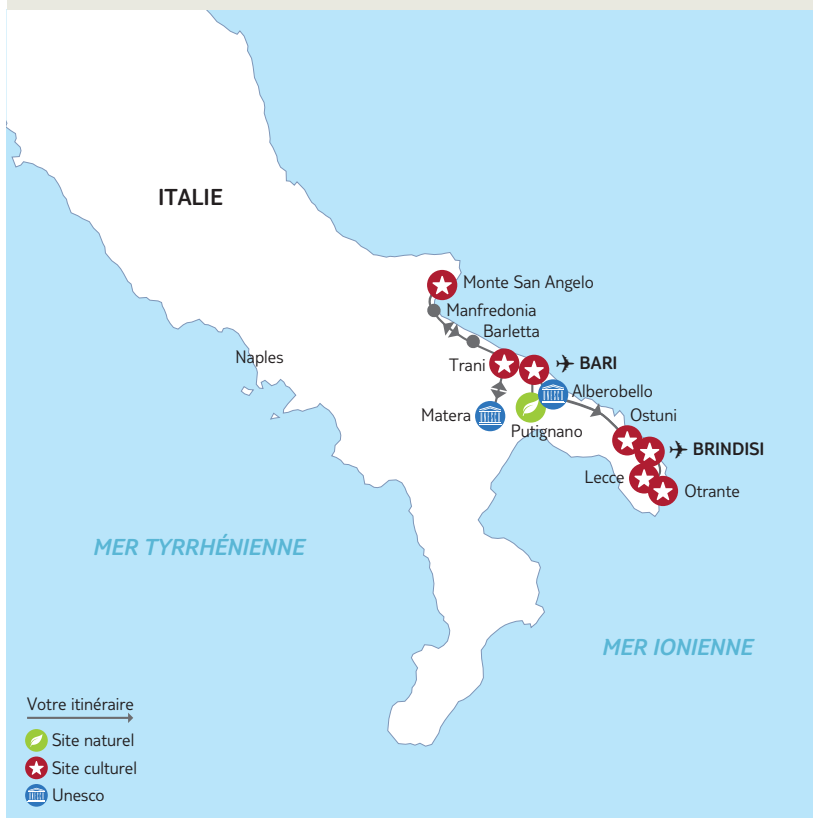 ITALIE
Monte San Angelo
Manfredonia
Barletta
Naples
Trani
BARI
Alberobello
Matera
Putignano
Ostuni
BRINDISI
Lecce
Otrante
MER TYRRHÉNIENNE
MER IONIENNE
Votre itinéraire
Site naturel
Site culturel
Unesco